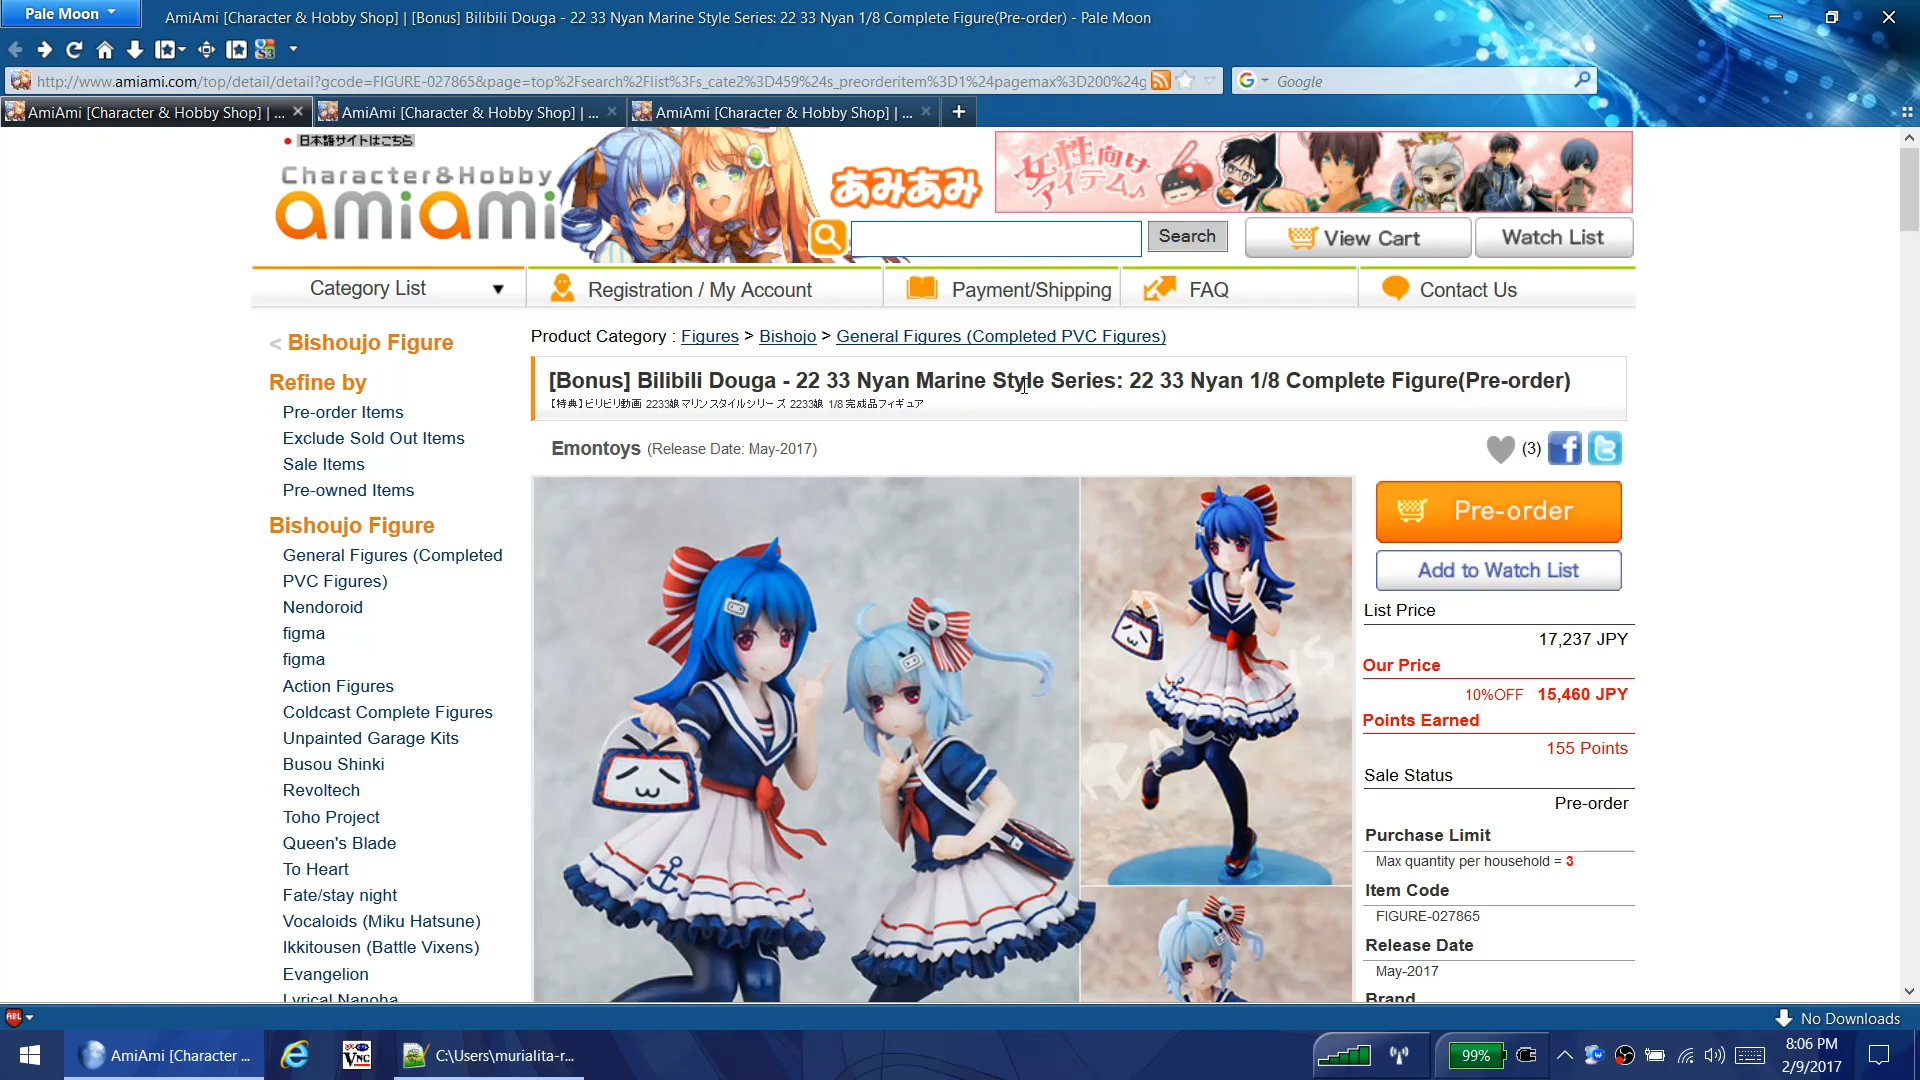 Pale Moon
AmiAmi [Character & Hobby Shop] | [Bonus] Bilibili Douga - 22 33 Nyan Marine Style Series: 22 33 Nyan 1/8 Complete Figure(Pre-order) - Pale Moon
http://www.amiami.com/top/detail/detail?gcode=FIGURE-027865&page=top%2Fsearch%2Flist%3Fs_cate2%3D459%24s_preorderitem%3D1%24pagemax%3D200%24g
Google
AmiAmi [Character & Hobby Shop] | ...
AmiAmi [Character & Hobby Shop] | ...
AmiAmi [Character & Hobby Shop] | ...
日本語サイトはこちら
Character&Hobby
amiami
あみあみ
女性向け
アイテム♪
Search
View Cart
Watch List
Category List
Registration / My Account
Payment/Shipping
FAQ
Contact Us
< Bishoujo Figure
Refine by
Pre-order Items
Exclude Sold Out Items
Sale Items
Pre-owned Items
Bishoujo Figure
General Figures (Completed
PVC Figures)
Nendoroid
figma
figma
Action Figures
Coldcast Complete Figures
Unpainted Garage Kits
Busou Shinki
Revoltech
Toho Project
Queen's Blade
To Heart
Fate/stay night
Vocaloids (Miku Hatsune)
Ikkitousen (Battle Vixens)
Evangelion
Lyrical Nanoha
Product Category : Figures > Bishojo > General Figures (Completed PVC Figures)
[Bonus] Bilibili Douga - 22 33 Nyan Marine Style Series: 22 33 Nyan 1/8 Complete Figure(Pre-order)
【特典】ビリビリ動画 2233娘マリンスタイルシリーズ 2233娘 1/8 完成品フィギュア
Emontoys (Release Date: May-2017)
(3)
Pre-order
Add to Watch List
List Price
17,237 JPY
Our Price
10%OFF 15,460 JPY
Points Earned
155 Points
Sale Status
Pre-order
Purchase Limit
Max quantity per household = 3
Item Code
FIGURE-027865
Release Date
May-2017
Brand
ABL
No Downloads
AmiAmi [Character ...
VNC
C:\Users\murialita-r...
99%
8:06 PM
2/9/2017